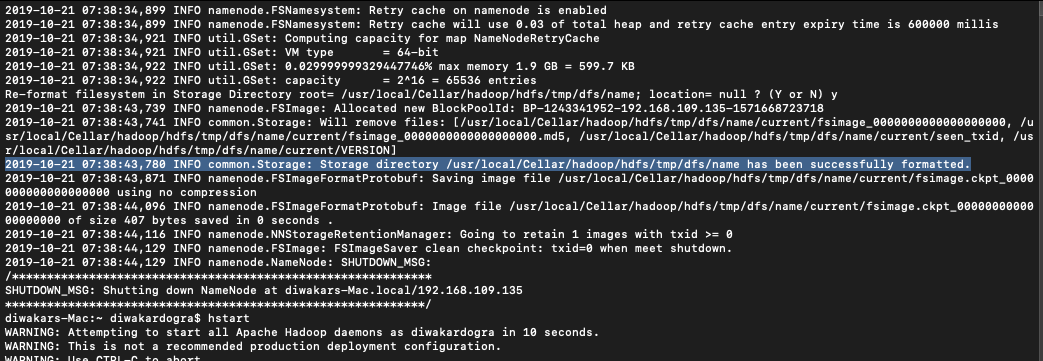 2019-10-21 07:38:34,899 INFO namenode.FSNamesystem: Retry cache on namenode is enabled
2019-10-21 07:38:34,899 INFO namenode.FSNamesystem: Retry cache will use 0.03 of total heap and retry cache entry expiry time is 600000 millis
2019-10-21 07:38:34,921 INFO util.GSet: Computing capacity for map NameNodeRetryCache
2019-10-21 07:38:34,921 INFO util.GSet: VM type       = 64-bit
2019-10-21 07:38:34,922 INFO util.GSet: 0.029999999329447746% max memory 1.9 GB = 599.7 KB
2019-10-21 07:38:34,922 INFO util.GSet: capacity      = 2^16 = 65536 entries
Re-format filesystem in Storage Directory root= /usr/local/Cellar/hadoop/hdfs/tmp/dfs/name; location= null ? (Y or N) y
2019-10-21 07:38:43,739 INFO namenode.FSImage: Allocated new BlockPoolId: BP-1243341952-192.168.109.135-1571668723718
2019-10-21 07:38:43,741 INFO common.Storage: Will remove files: [/usr/local/Cellar/hadoop/hdfs/tmp/dfs/name/current/fsimage_0000000000000000000, /u
sr/local/Cellar/hadoop/hdfs/tmp/dfs/name/current/fsimage_0000000000000000000.md5, /usr/local/Cellar/hadoop/hdfs/tmp/dfs/name/current/seen_txid, /us
r/local/Cellar/hadoop/hdfs/tmp/dfs/name/current/VERSION]
2019-10-21 07:38:43,780 INFO common.Storage: Storage directory /usr/local/Cellar/hadoop/hdfs/tmp/dfs/name has been successfully formatted.
2019-10-21 07:38:43,871 INFO namenode.FSImageFormatProtobuf: Saving image file /usr/local/Cellar/hadoop/hdfs/tmp/dfs/name/current/fsimage.ckpt_0000
000000000000000 using no compression
2019-10-21 07:38:44,096 INFO namenode.FSImageFormatProtobuf: Image file /usr/local/Cellar/hadoop/hdfs/tmp/dfs/name/current/fsimage.ckpt_00000000000
00000000 of size 407 bytes saved in 0 seconds .
2019-10-21 07:38:44,116 INFO namenode.NNStorageRetentionManager: Going to retain 1 images with txid >= 0
2019-10-21 07:38:44,129 INFO namenode.FSImage: FSImageSaver clean checkpoint: txid=0 when meet shutdown.
2019-10-21 07:38:44,129 INFO namenode.NameNode: SHUTDOWN_MSG:
/************************************************************
SHUTDOWN_MSG: Shutting down NameNode at diwakars-Mac.local/192.168.109.135
************************************************************/
diwakars-Mac:~ diwakardogra$ hstart
WARNING: Attempting to start all Apache Hadoop daemons as diwakardogra in 10 seconds.
WARNING: This is not a recommended production deployment configuration.
WARNING: Use CTRL-C to abort.